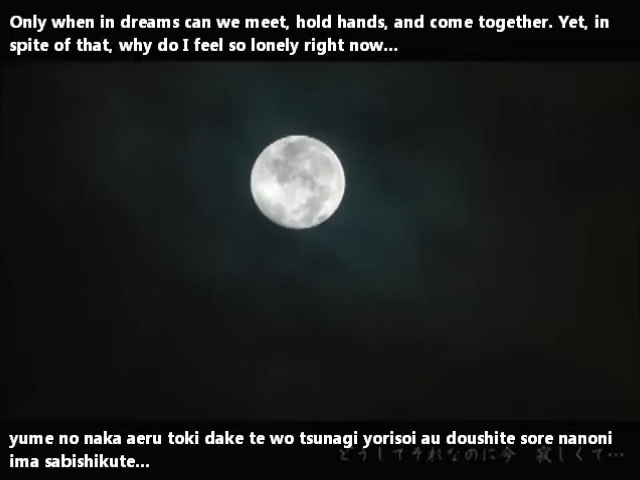 Only when in dreams can we meet, hold hands, and come together. Yet, in
spite of that, why do I feel so lonely right now...
yume no naka aeru toki dake te wo tsunagi yorisoi au doushite sore nanoni
ima sabishikute...
どうしてそれなのに今 寂しくて…